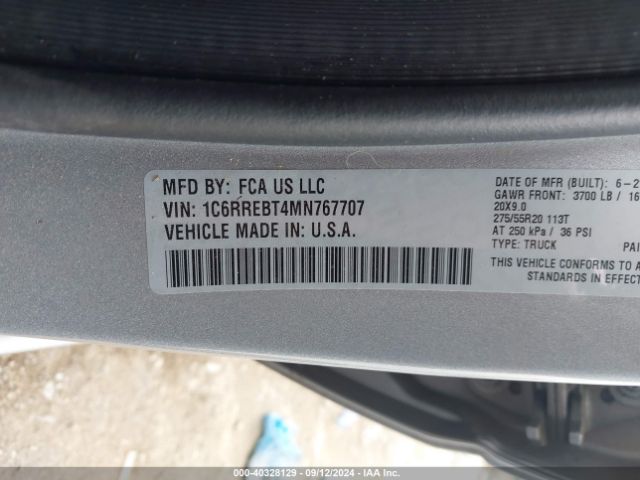 MFD BY: FCA US LLC
VIN: 1C6RREBT4MN767707
VEHICLE MADE IN: U.S.A.
DATE OF MFR (BUILT): 6-2
GAWR FRONT: 3700 LB / 16
20X9.0
275/55R20 113T
AT 250 kPa / 36 PSI
TYPE: TRUCK PAI
THIS VEHICLE CONFORMS TO A
STANDARDS IN EFFECT
000-40328129 - 09/12/2024 - IAA Inc.